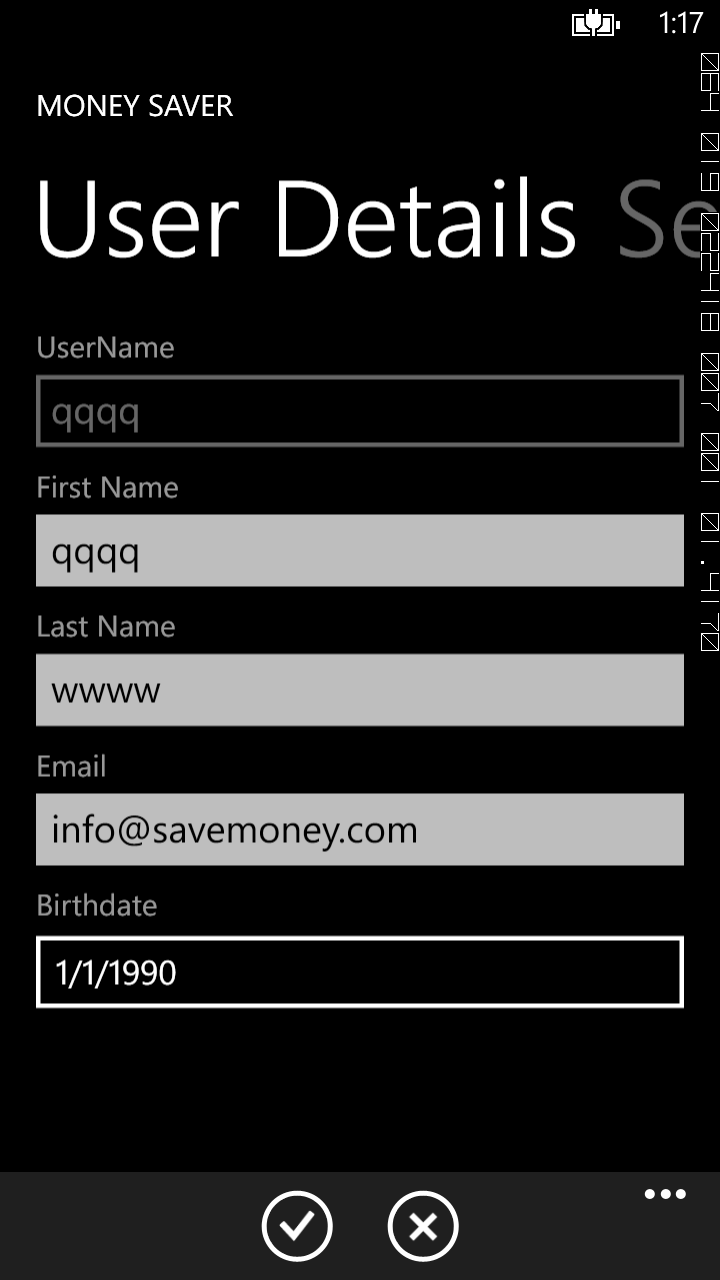 1:17
MONEY SAVER
User Details Se
UserName
qqqq
First Name
qqqq
Last Name
wwww
Email
info@savemoney.com
Birthdate
1/1/1990